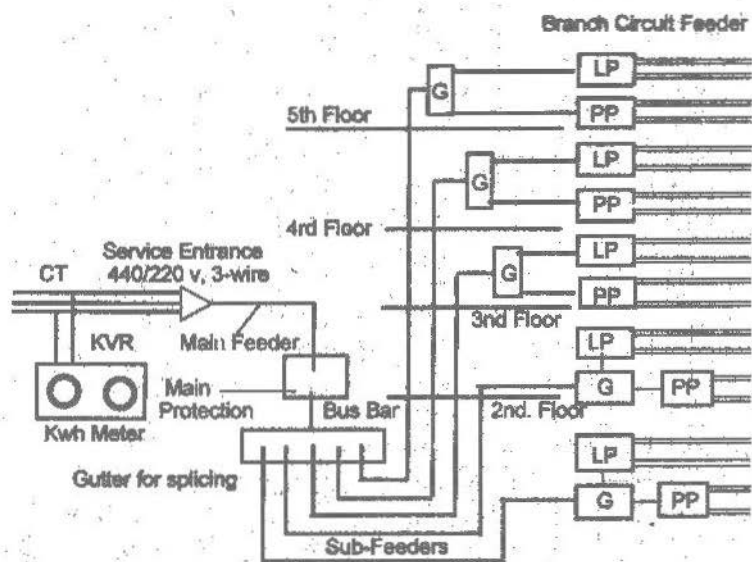 Branch Circuit Feeder
LP
G
5th Floor
PP
LP
G
PP
4rd Floor
Service Entrance
440/220 v, 3-wire
CT
LP
G
PP
3nd Floor
KVR
Main Feeder
LP
Main
Protection
Bus Bar
2nd. Floor
G
PP
Kwh Meter
Gutter for splicing
LP
G
PP
Sub-Feeders